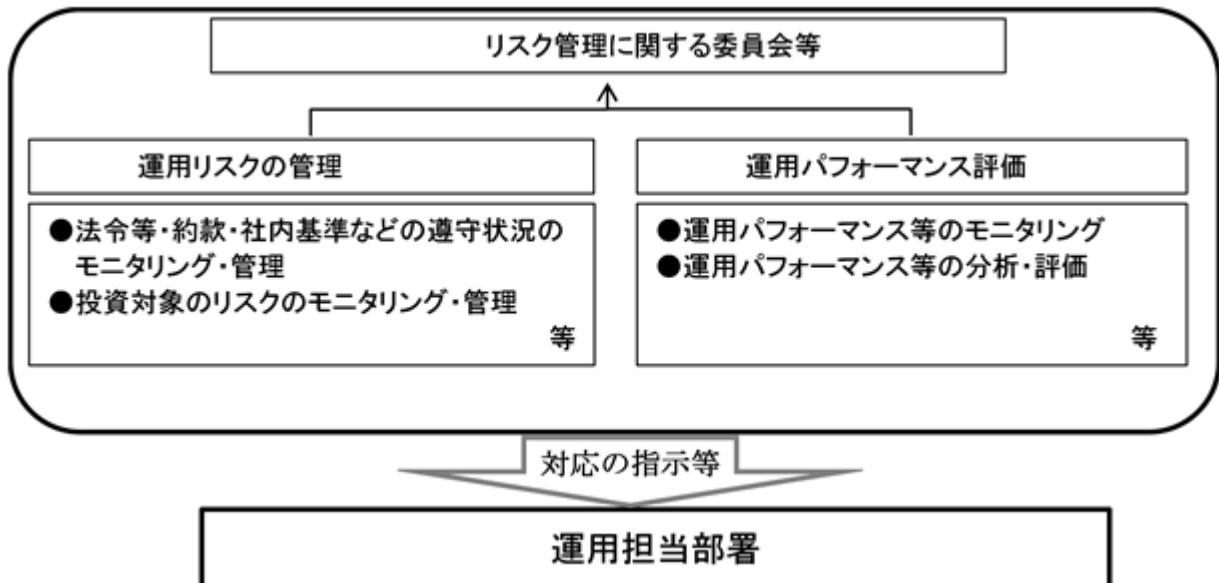 リスク管理に関する委員会等
運用リスクの管理
●法令等・約款・社内基準などの遵守状況の
モニタリング・管理
●投資対象のリスクのモニタリング・管理
等
運用パフォーマンス評価
●運用パフォーマンス等のモニタリング
●運用パフォーマンス等の分析・評価
等
対応の指示等
運用担当部署